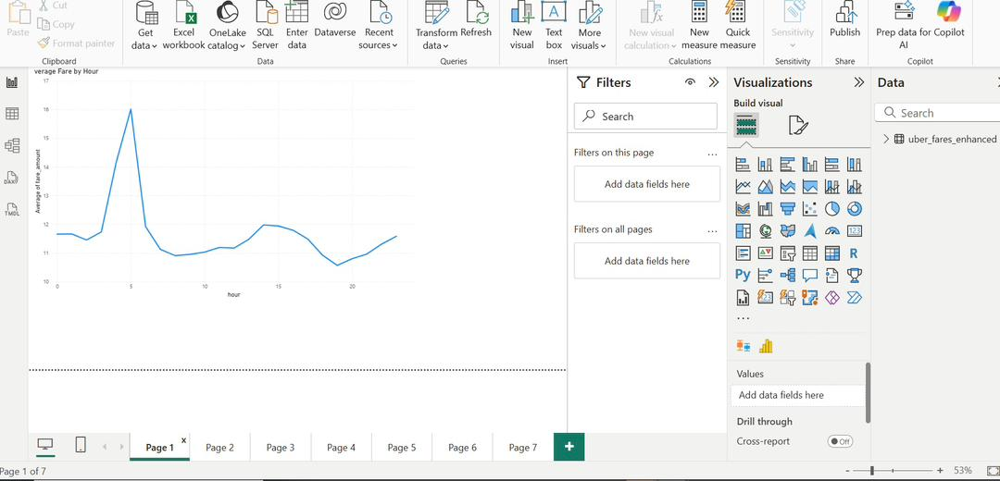 Paste
Cut
Copy
Format painter
Clipboard
Get
data
Excel
workbook
OneLake
catalog
SQL
Server
Enter
data
Dataverse
Recent
sources
Data
Transform
data
Refresh
Queries
New
visual
Text
box
More
visuals
Insert
New visual
calculation
New
measure
Quick
measure
Calculations
Sensitivity
Sensitivity
Publish
Share
Prep data for
AI
Copilot
Copilot
verage Fare by Hour
Average of fare_amount
17
16
15
14
13
12
11
10
0
5
10
15
20
hour
DAX
TMDL
Filters
Search
Filters on this page
...
Add data fields here
Filters on all pages
...
Add data fields here
Visualizations
Build visual
123
R
Py
123
...
Values
Add data fields here
Drill through
Cross-report
Off
Data
Search
uber_fares_enhanced
Page 1
x
Page 2
Page 3
Page 4
Page 5
Page 6
Page 7
+
Page 1 of 7
- + 53%